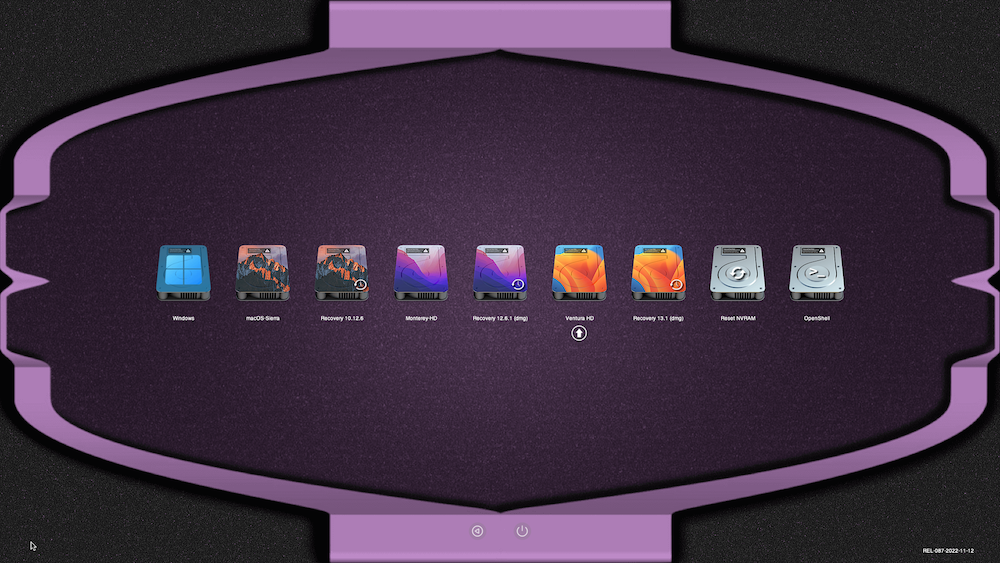 Windows
macOS-Sierra
Recovery 10.12.6
Monterey-HD
Recovery 12.6.1 (dmg)
Ventura HD
Recovery 13.1 (dmg)
Reset NVRAM
OpenShell
REL-087-2022-11-12